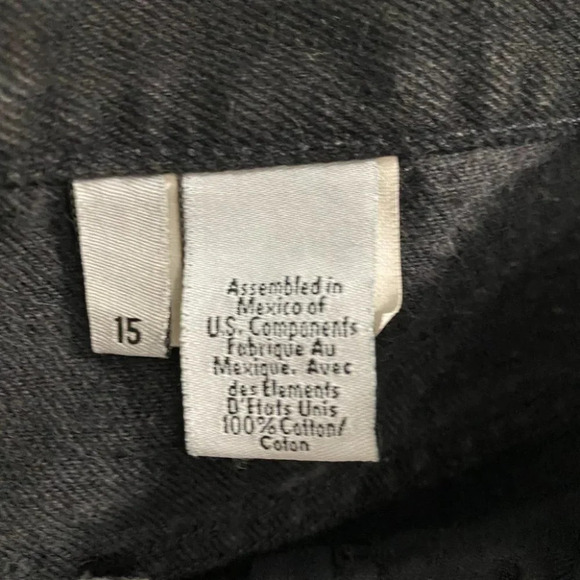 15
Assembled in
Mexico of
U.S. Components
Fabrique Au
Mexique. Avec
des Elements
D'Etats Unis
100% Cotton/
Coton